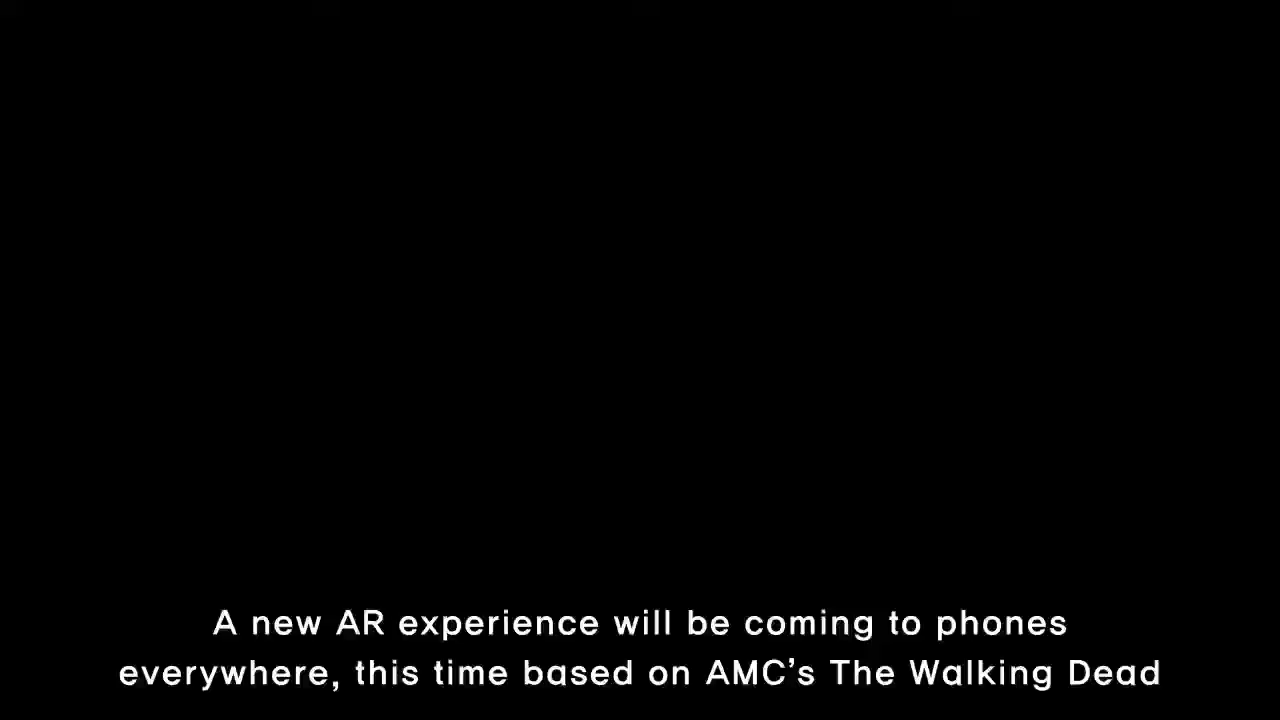 A new AR experience will be coming to phones
everywhere, this time based on AMC’s The Walking Dead